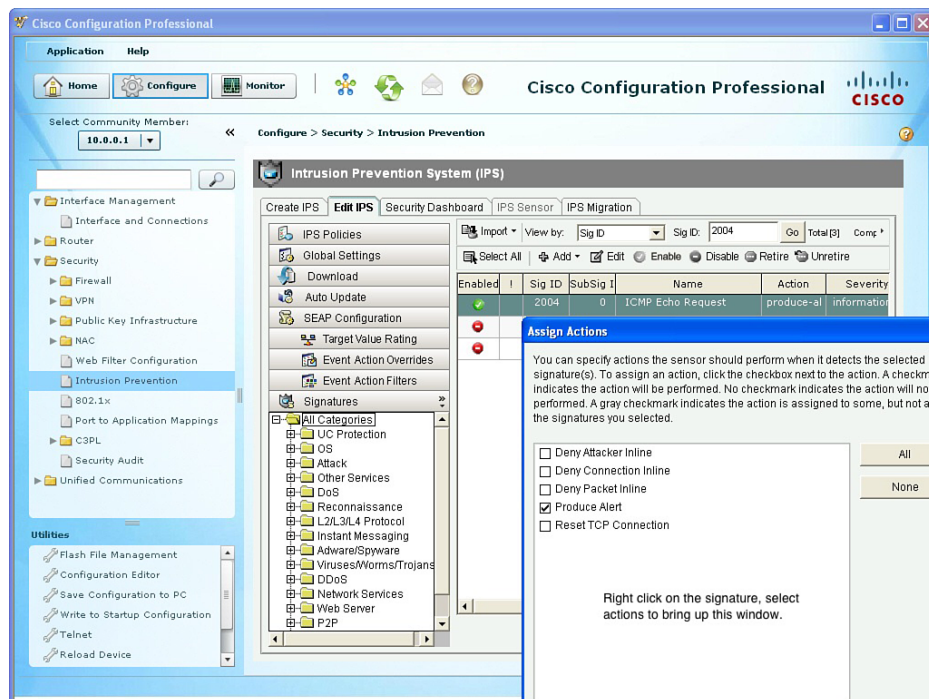 Cisco Configuration Professional
Application Help
Home Configure Monitor
Cisco Configuration Professional
CISCO
Select Community Member:
10.0.0.1
Configure > Security > Intrusion Prevention
Interface Management
Interface and Connections
Router
Security
Firewall
VPN
Public Key Infrastructure
NAC
Web Filter Configuration
Intrusion Prevention
802.1x
Port to Application Mappings
C3PL
Security Audit
Unified Communications
Utilities
Flash File Management
Configuration Editor
Save Configuration to PC
Write to Startup Configuration
Telnet
Reload Device
Intrusion Prevention System (IPS)
Create IPS Edit IPS Security Dashboard IPS Sensor IPS Migration
IPS Policies
Global Settings
Download
Auto Update
SEAP Configuration
Target Value Rating
Event Action Overrides
Event Action Filters
Signatures
All Categories
UC Protection
OS
Attack
Other Services
DoS
Reconnaissance
L2/L3/L4 Protocol
Instant Messaging
Adware/Spyware
Viruses/Worms/Trojans
DDoS
Network Services
Web Server
P2P
Import View by: Sig ID Sig ID: 2004 Go Total[3] Comp
Select All Add Edit Enable Disable Retire Unretire
Enabled ! Sig ID SubSig I Name Action Severity
2004 0 ICMP Echo Request produce-al information
Assign Actions
You can specify actions the sensor should perform when it detects the selected
signature(s). To assign an action, click the checkbox next to the action. A checkm
indicates the action will be performed. No checkmark indicates the action will no
performed. A gray checkmark indicates the action is assigned to some, but not a
the signatures you selected.
Deny Attacker Inline
Deny Connection Inline
Deny Packet Inline
Produce Alert
Reset TCP Connection
All
None
Right click on the signature, select
actions to bring up this window.